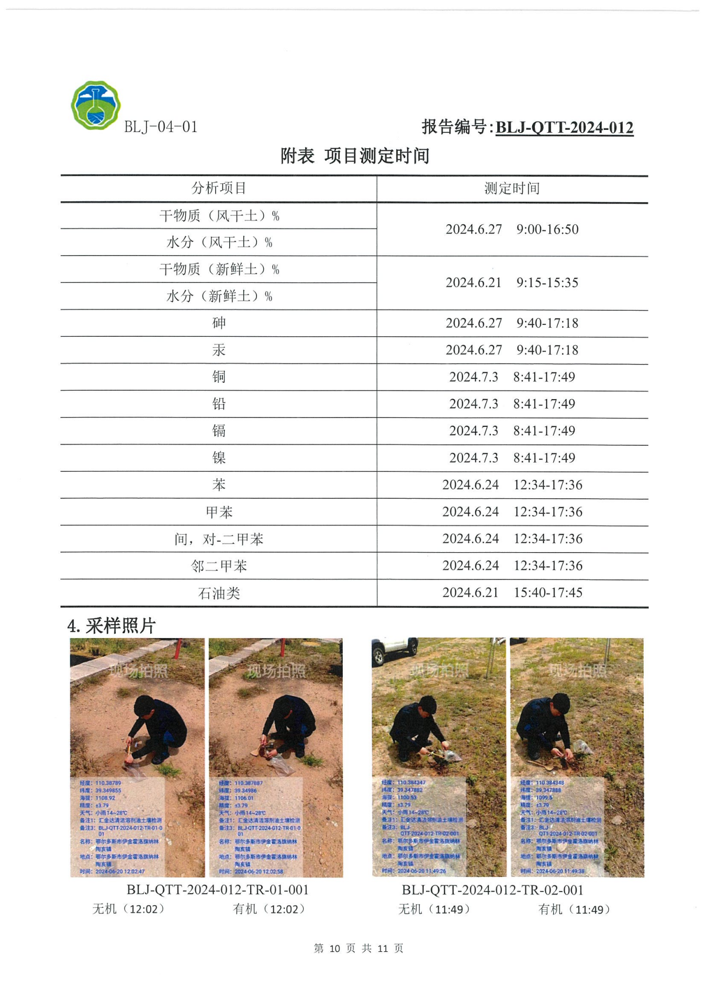 BLJ-04-01
报告编号:BLJ-QTT-2024-012
附表 项目测定时间
分析项目 测定时间
干物质（风干土）%
2024.6.27 9:00-16:50
水分（风干土）%
干物质（新鲜土）%
2024.6.21 9:15-15:35
水分（新鲜土）%
砷 2024.6.27 9:40-17:18
汞 2024.6.27 9:40-17:18
铜 2024.7.3 8:41-17:49
铅 2024.7.3 8:41-17:49
镉 2024.7.3 8:41-17:49
镍 2024.7.3 8:41-17:49
苯 2024.6.24 12:34-17:36
甲苯 2024.6.24 12:34-17:36
间，对-二甲苯 2024.6.24 12:34-17:36
邻二甲苯 2024.6.24 12:34-17:36
石油类 2024.6.21 15:40-17:45
4.采样照片
现场拍照
经度：110.38789
纬度：39.349855
海拔：1108.92
精度：±3.79
天气：小雨 14~28℃
备注1：汇金达清洁溶剂油土壤检测
备注3：BLJ-QTT-2024-012-TR-01-0
01
名称：鄂尔多斯市伊金霍洛旗纳林
陶亥镇
地点：鄂尔多斯市伊金霍洛旗纳林
陶亥镇
时间：2024-06-20 12:02:47
现场拍照
经度：110.387887
纬度：39.34986
海拔：1106.01
精度：±3.79
天气：小雨 14~28℃
备注1：汇金达清洁溶剂油土壤检测
备注3：BLJ-QTT-2024-012-TR-01-0
01
名称：鄂尔多斯市伊金霍洛旗纳林
陶亥镇
地点：鄂尔多斯市伊金霍洛旗纳林
陶亥镇
时间：2024-06-20 12:02:58
现场拍照
经度：110.384347
纬度：39.347882
海拔：1100.53
精度：±3.79
天气：小雨 14~28℃
备注1：汇金达清洁溶剂油土壤检测
备注3：BLJ-
QTT-2024-012-TR-02-001
名称：鄂尔多斯市伊金霍洛旗纳林
陶亥镇
地点：鄂尔多斯市伊金霍洛旗纳林
陶亥镇
时间：2024-06-20 11:49:26
现场拍照
经度：110.384348
纬度：39.347888
海拔：1099.5
精度：±3.79
天气：小雨 14~28℃
备注1：汇金达清洁溶剂油土壤检测
备注3：BLJ-
QTT-2024-012-TR-02-001
名称：鄂尔多斯市伊金霍洛旗纳林
陶亥镇
地点：鄂尔多斯市伊金霍洛旗纳林
陶亥镇
时间：2024-06-20 11:49:38
BLJ-QTT-2024-012-TR-01-001 BLJ-QTT-2024-012-TR-02-001
无机（12:02） 有机（12:02） 无机（11:49） 有机（11:49）
第 10 页 共 11 页